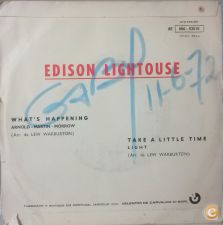 EDISON LIGHTOUSE
11-6-72
WHAT'S HAPPENING
ARNOLD - MARTIN - MORROW
(Arr. de LEW WARBURTON)
TAKE A LITTLE TIME
LIGHT
(Arr. de LEW WARBURTON)